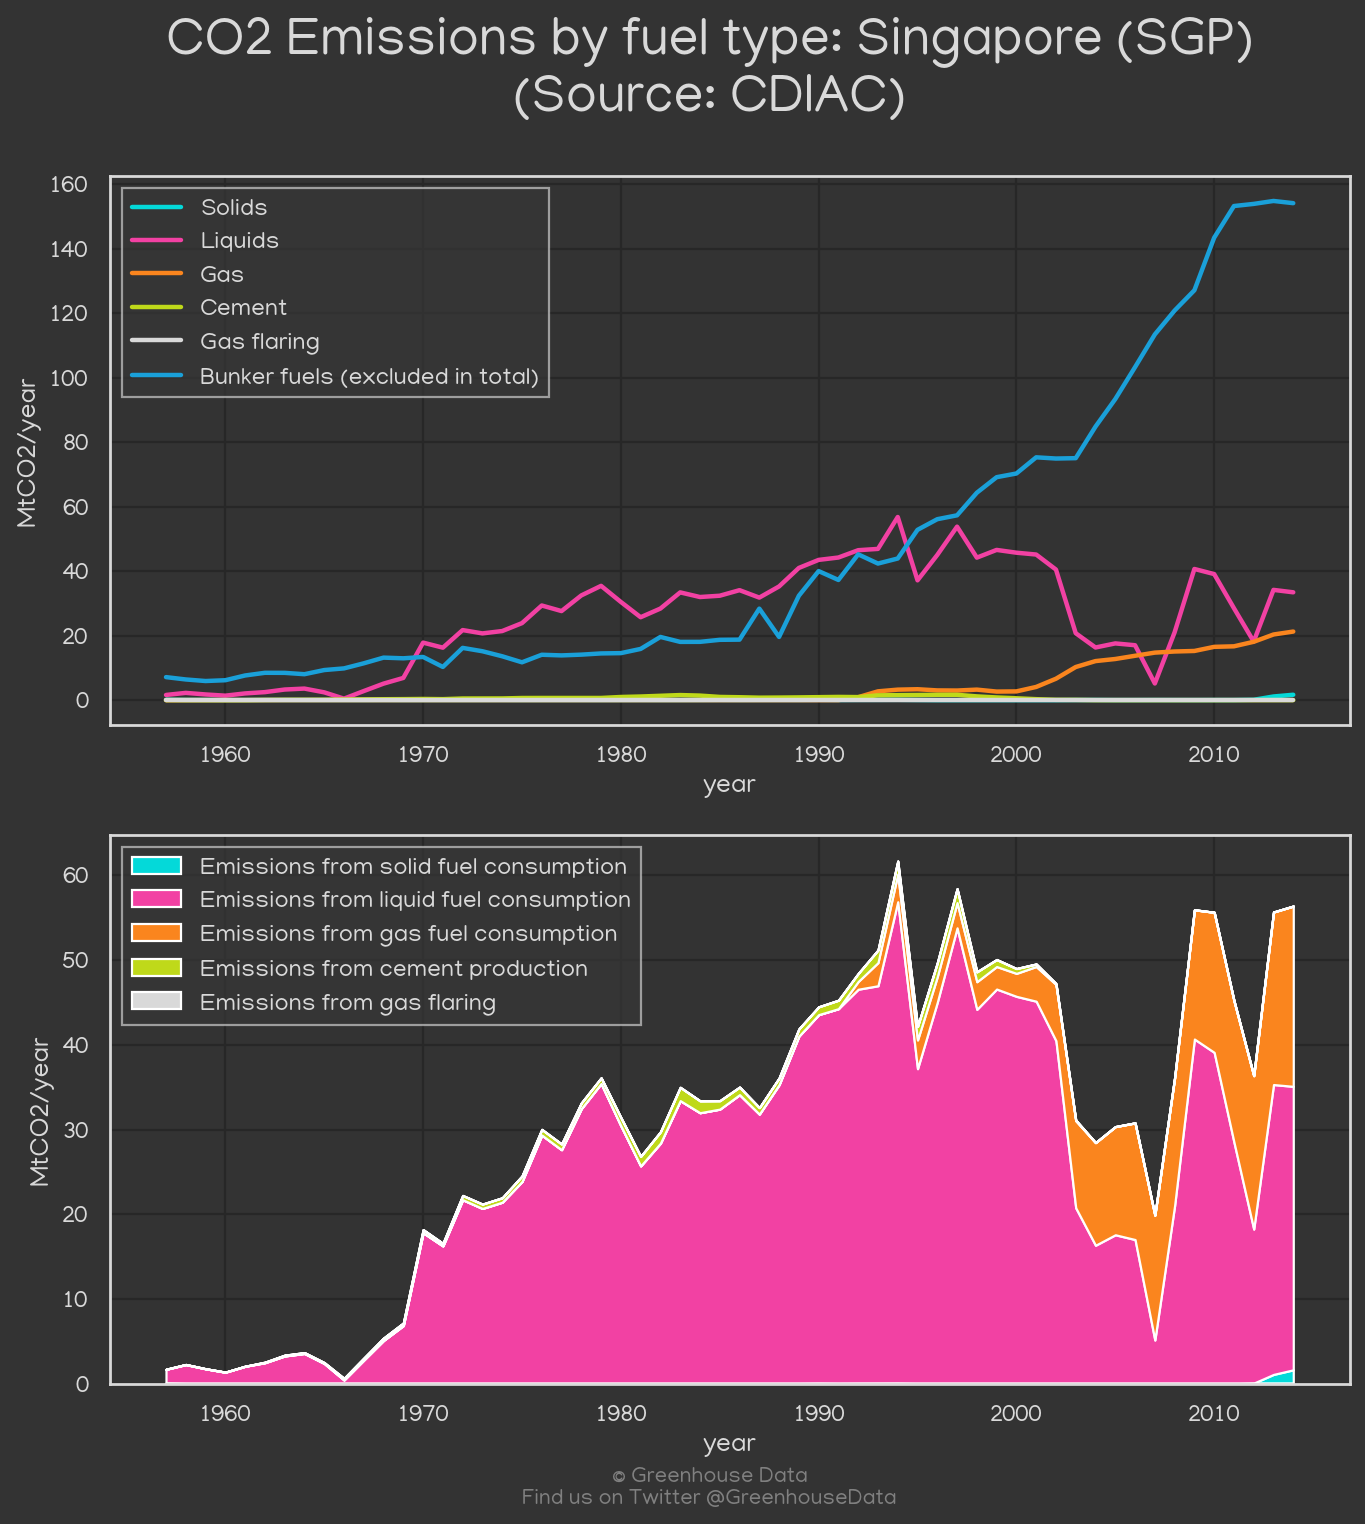 CO2 Emissions by fuel type: Singapore (SGP)
(Source: CDIAC)
160
140
120
100
80
60
40
20
0
MtCO2/year
Solids
Liquids
Gas
Cement
Gas flaring
Bunker fuels (excluded in total)
1960 1970 1980 1990 2000 2010
year
60
50
40
30
20
10
0
MtCO2/year
Emissions from solid fuel consumption
Emissions from liquid fuel consumption
Emissions from gas fuel consumption
Emissions from cement production
Emissions from gas flaring
1960 1970 1980 1990 2000 2010
year
© Greenhouse Data
Find us on Twitter @GreenhouseData